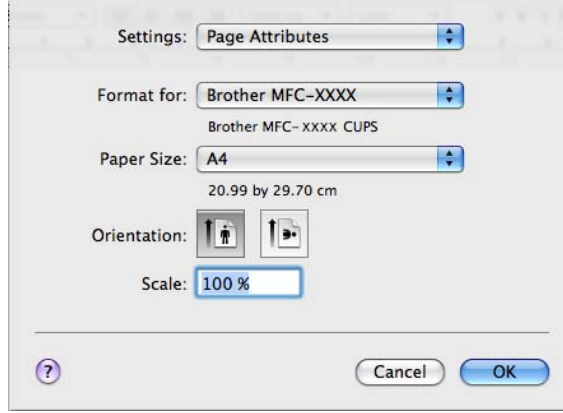 Settings: Page Attributes
Format for: Brother MFC-XXXX
Brother MFC-XXXX CUPS
Paper Size: A4
20.99 by 29.70 cm
Orientation:
Scale: 100 %
? Cancel OK